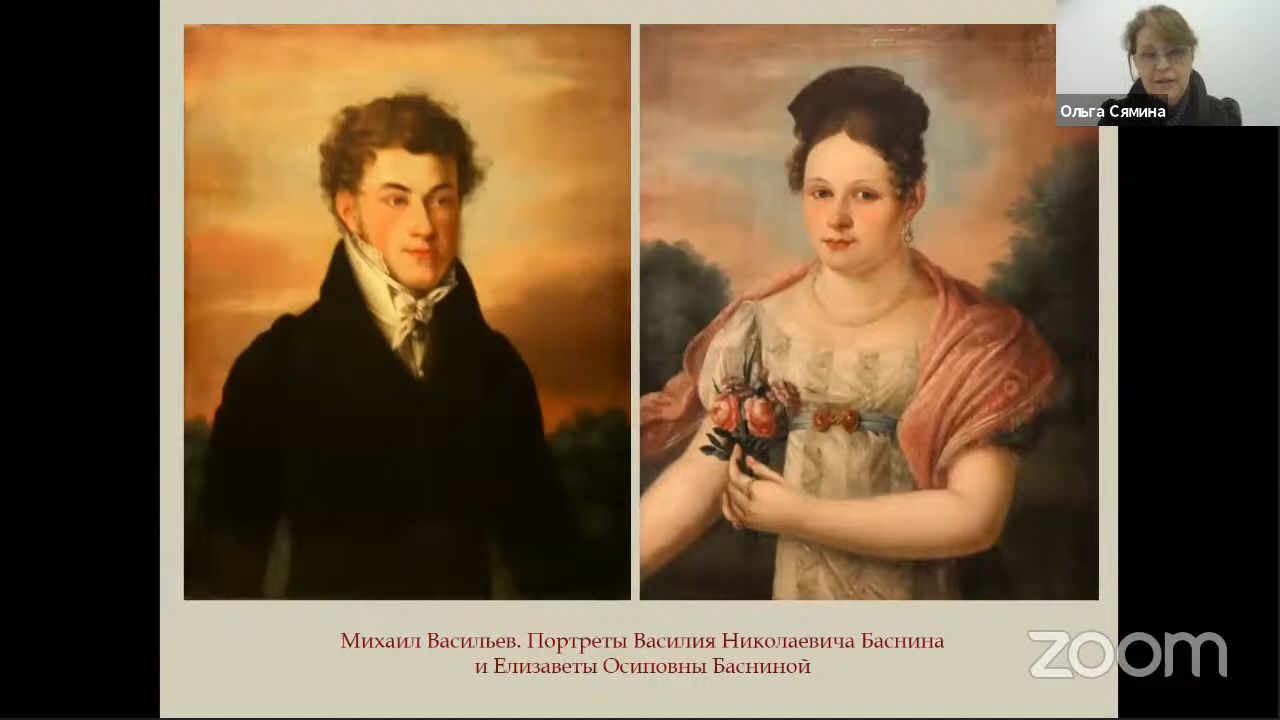 Ольга Сямина
Михаил Васильев. Портреты Василия Николаевича Баснина
и Елизаветы Осиповны Басниной
zoom